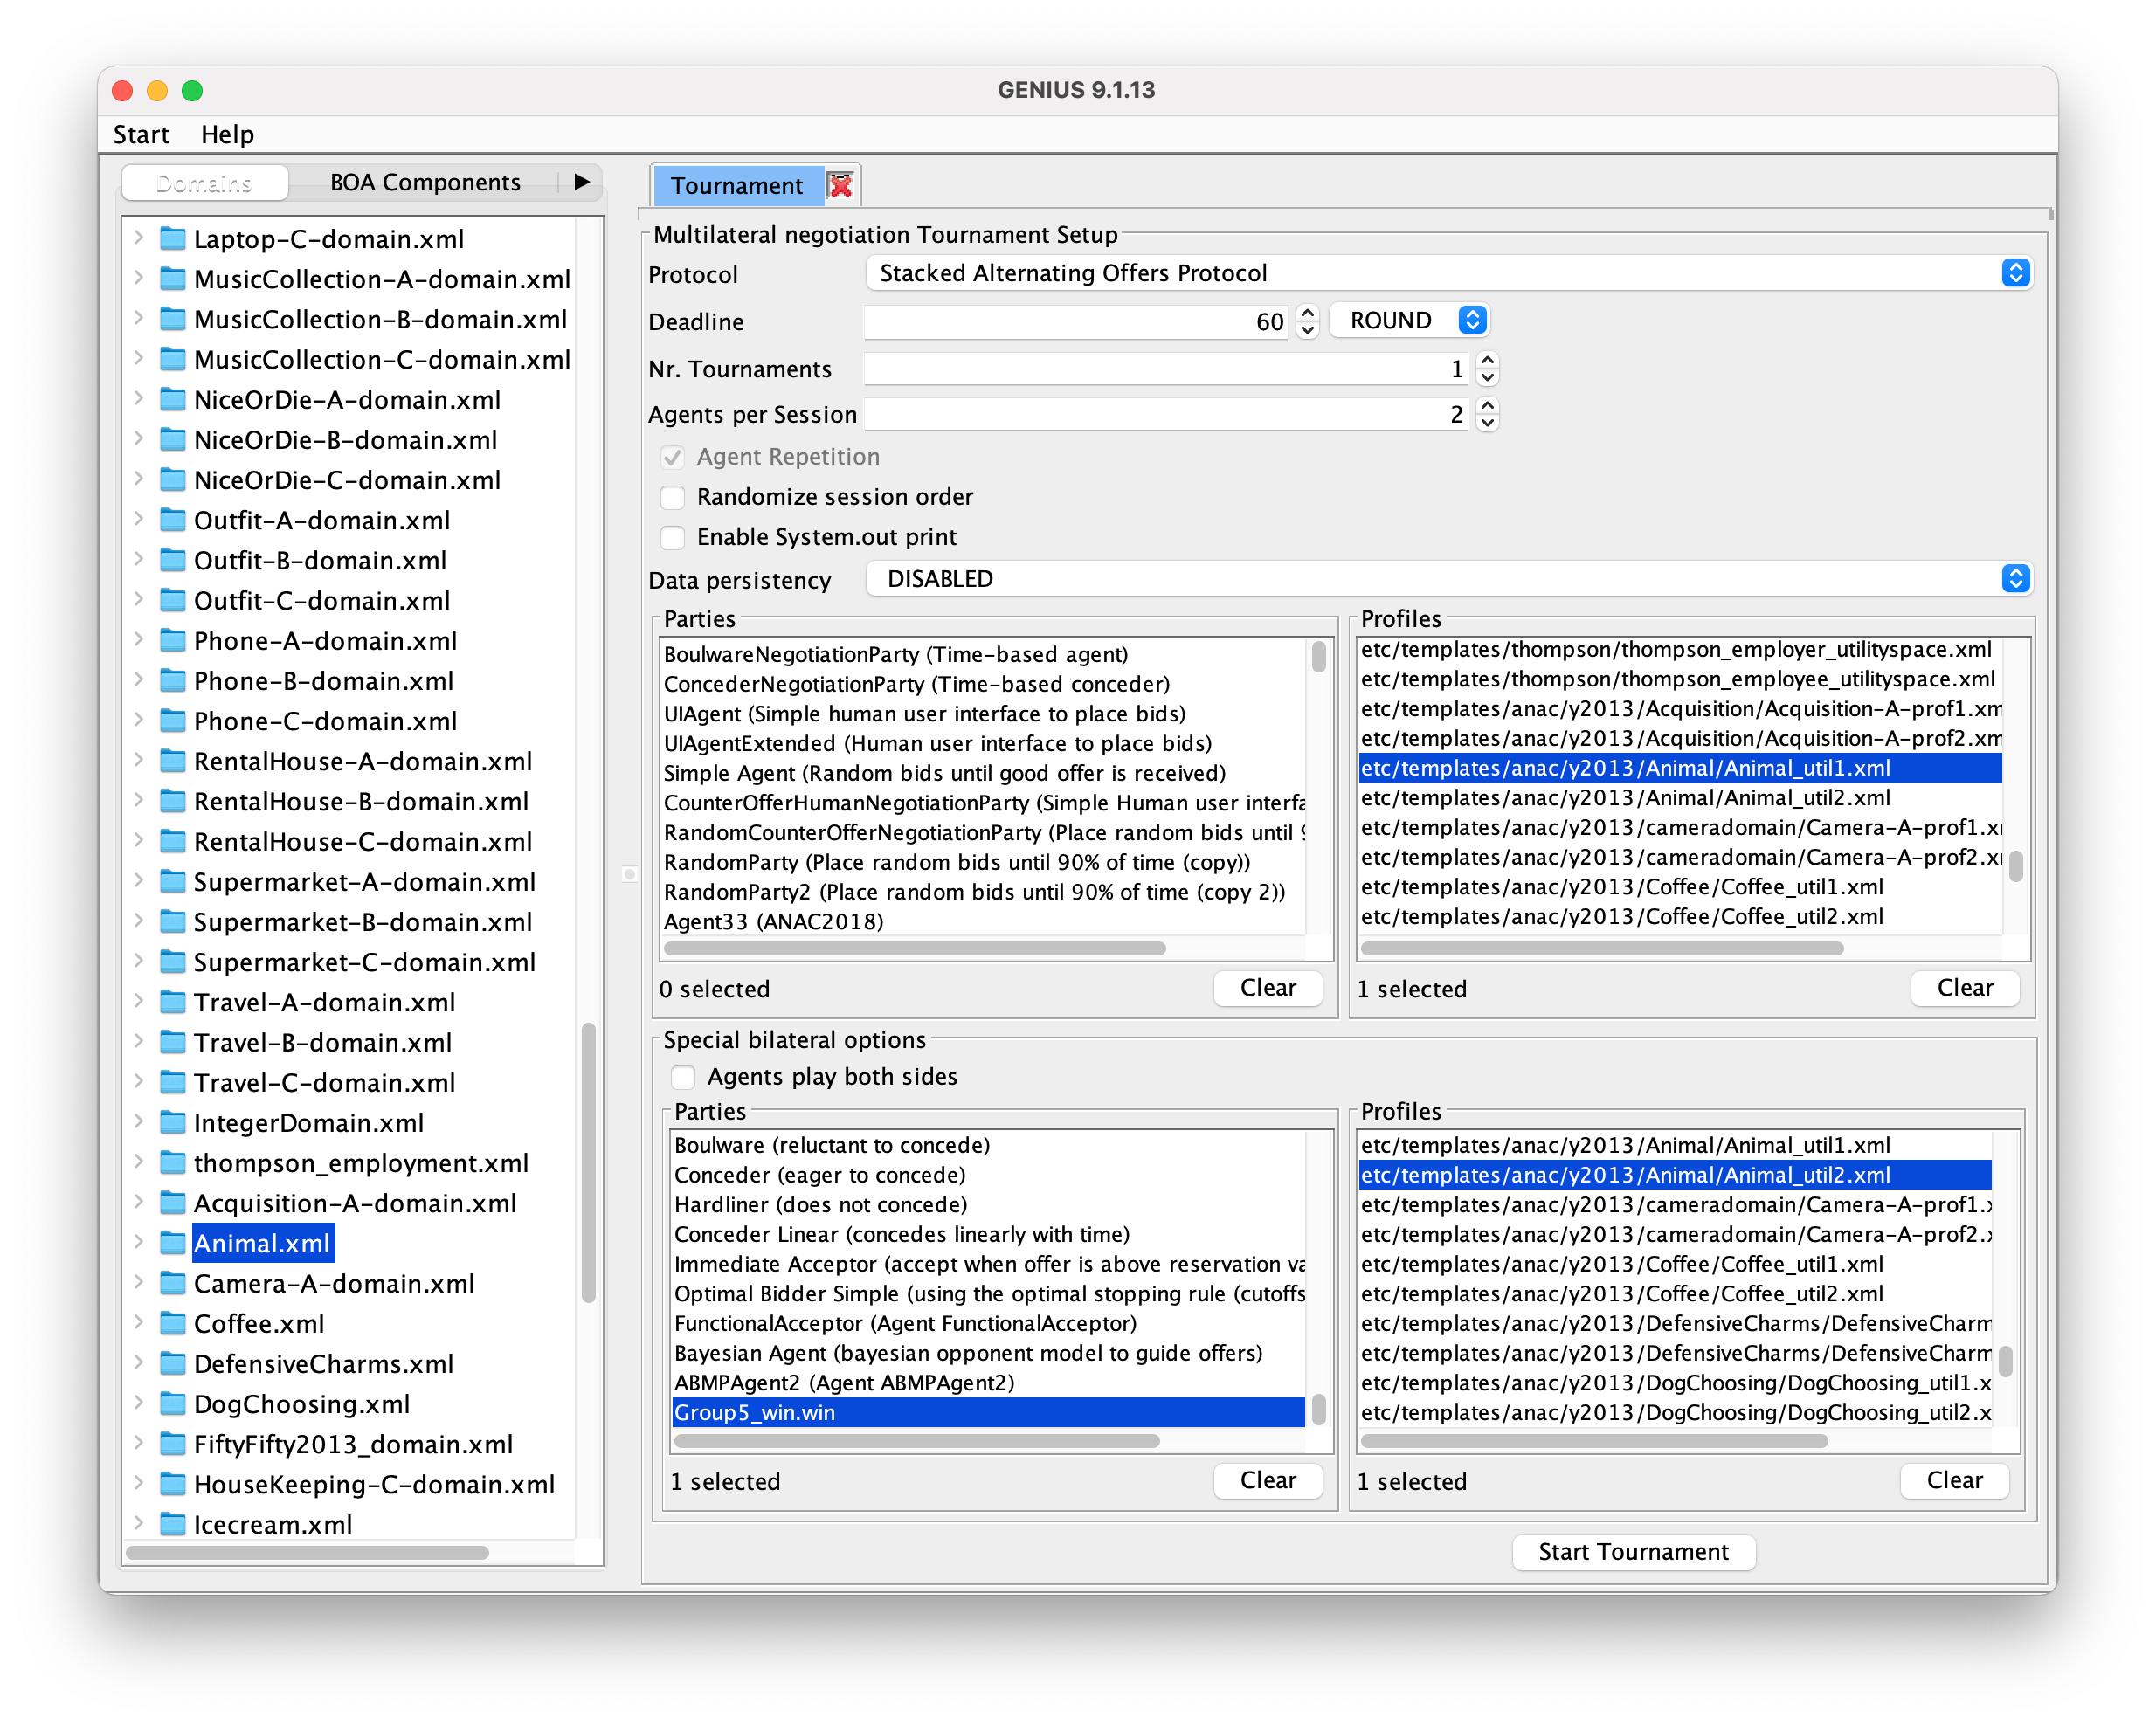 GENIUS 9.1.13
Start Help
Domains BOA Components
Laptop-C-domain.xml
MusicCollection-A-domain.xml
MusicCollection-B-domain.xml
MusicCollection-C-domain.xml
NiceOrDie-A-domain.xml
NiceOrDie-B-domain.xml
NiceOrDie-C-domain.xml
Outfit-A-domain.xml
Outfit-B-domain.xml
Outfit-C-domain.xml
Phone-A-domain.xml
Phone-B-domain.xml
Phone-C-domain.xml
RentalHouse-A-domain.xml
RentalHouse-B-domain.xml
RentalHouse-C-domain.xml
Supermarket-A-domain.xml
Supermarket-B-domain.xml
Supermarket-C-domain.xml
Travel-A-domain.xml
Travel-B-domain.xml
Travel-C-domain.xml
IntegerDomain.xml
thompson_employment.xml
Acquisition-A-domain.xml
Animal.xml
Camera-A-domain.xml
Coffee.xml
DefensiveCharms.xml
DogChoosing.xml
FiftyFifty2013_domain.xml
HouseKeeping-C-domain.xml
Icecream.xml
Tournament
Multilateral negotiation Tournament Setup
Protocol Stacked Alternating Offers Protocol
Deadline 60 ROUND
Nr. Tournaments 1
Agents per Session 2
Agent Repetition
Randomize session order
Enable System.out print
Data persistency DISABLED
Parties
BoulwareNegotiationParty (Time-based agent)
ConcederNegotiationParty (Time-based conceder)
UIAgent (Simple human user interface to place bids)
UIAgentExtended (Human user interface to place bids)
Simple Agent (Random bids until good offer is received)
CounterOfferHumanNegotiationParty (Simple Human user interfa
RandomCounterOfferNegotiationParty (Place random bids until
RandomParty (Place random bids until 90% of time (copy))
RandomParty2 (Place random bids until 90% of time (copy 2))
Agent33 (ANAC2018)
0 selected Clear
Profiles
etc/templates/thompson/thompson_employer_utilityspace.xml
etc/templates/thompson/thompson_employee_utilityspace.xml
etc/templates/anac/y2013/Acquisition/Acquisition-A-prof1.xm
etc/templates/anac/y2013/Acquisition/Acquisition-A-prof2.xm
etc/templates/anac/y2013/Animal/Animal_util1.xml
etc/templates/anac/y2013/Animal/Animal_util2.xml
etc/templates/anac/y2013/cameradomain/Camera-A-prof1.x
etc/templates/anac/y2013/cameradomain/Camera-A-prof2.x
etc/templates/anac/y2013/Coffee/Coffee_util1.xml
etc/templates/anac/y2013/Coffee/Coffee_util2.xml
1 selected Clear
Special bilateral options
Agents play both sides
Parties
Boulware (reluctant to concede)
Conceder (eager to concede)
Hardliner (does not concede)
Conceder Linear (concedes linearly with time)
Immediate Acceptor (accept when offer is above reservation va
Optimal Bidder Simple (using the optimal stopping rule (cutoffs
FunctionalAcceptor (Agent FunctionalAcceptor)
Bayesian Agent (bayesian opponent model to guide offers)
ABMPAgent2 (Agent ABMPAgent2)
Group5_win.win
1 selected Clear
Profiles
etc/templates/anac/y2013/Animal/Animal_util1.xml
etc/templates/anac/y2013/Animal/Animal_util2.xml
etc/templates/anac/y2013/cameradomain/Camera-A-prof1.x
etc/templates/anac/y2013/cameradomain/Camera-A-prof2.x
etc/templates/anac/y2013/Coffee/Coffee_util1.xml
etc/templates/anac/y2013/Coffee/Coffee_util2.xml
etc/templates/anac/y2013/DefensiveCharms/DefensiveCharm
etc/templates/anac/y2013/DefensiveCharms/DefensiveCharm
etc/templates/anac/y2013/DogChoosing/DogChoosing_util1.x
etc/templates/anac/y2013/DogChoosing/DogChoosing_util2.x
1 selected Clear
Start Tournament